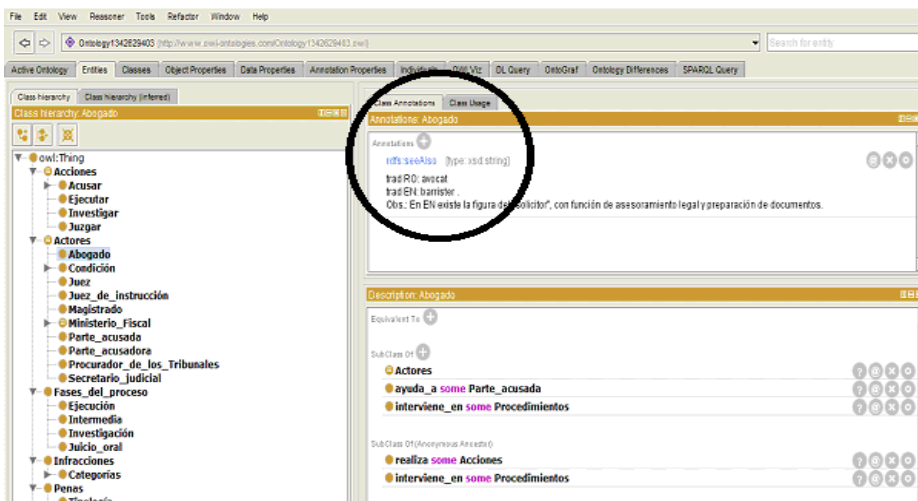 File Edit View Reasoner Tools Refactor Window Help
Ontology1342629403 (http://www.owl-ontologies.com/Ontology1342629403.owl)
Search for entity
Active Ontology Entities Classes Object Properties Data Properties Annotation Properties Individuals OWLViz DL Query OntoGraf Ontology Differences SPARQL Query
Class hierarchy Class hierarchy (inferred)
Class hierarchy: Abogado
owl:Thing
Acciones
Acusar
Ejecutar
Investigar
Juzgar
Actores
Abogado
Condición
Juez
Juez_de_instrucción
Magistrado
Ministerio_Fiscal
Parte_acusada
Parte_acusadora
Procurador_de_los_Tribunales
Secretario_judicial
Fases_del_proceso
Ejecución
Intermedia
Investigación
Juicio_oral
Infracciones
Categorías
Penas
Tipología
Class Annotations Class Usage
Annotations: Abogado
Annotations
rdfs:seeAlso [type: xsd:string]
trad RO: avocat
trad EN: barrister .
Obs.: En EN existe la figura del "solicitor", con función de asesoramiento legal y preparación de documentos.
Description: Abogado
Equivalent To
SubClass Of
Actores
ayuda_a some Parte_acusada
interviene_en some Procedimientos
SubClass Of (Anonymous Ancestor)
realiza some Acciones
interviene_en some Procedimientos